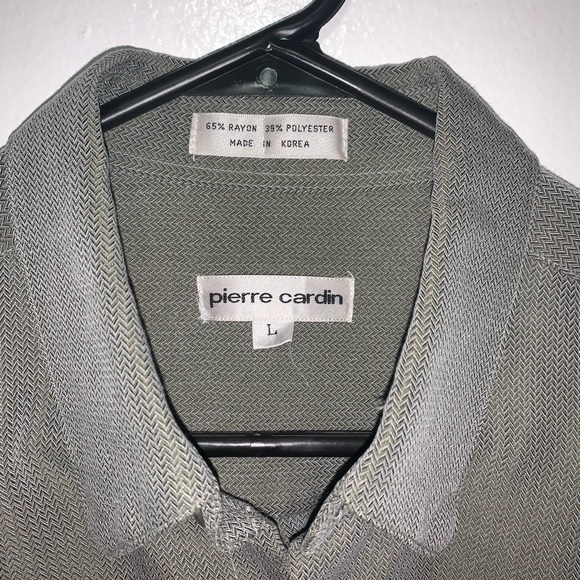 65% RAYON 35% POLYESTER
MADE IN KOREA
pierre cardin
L